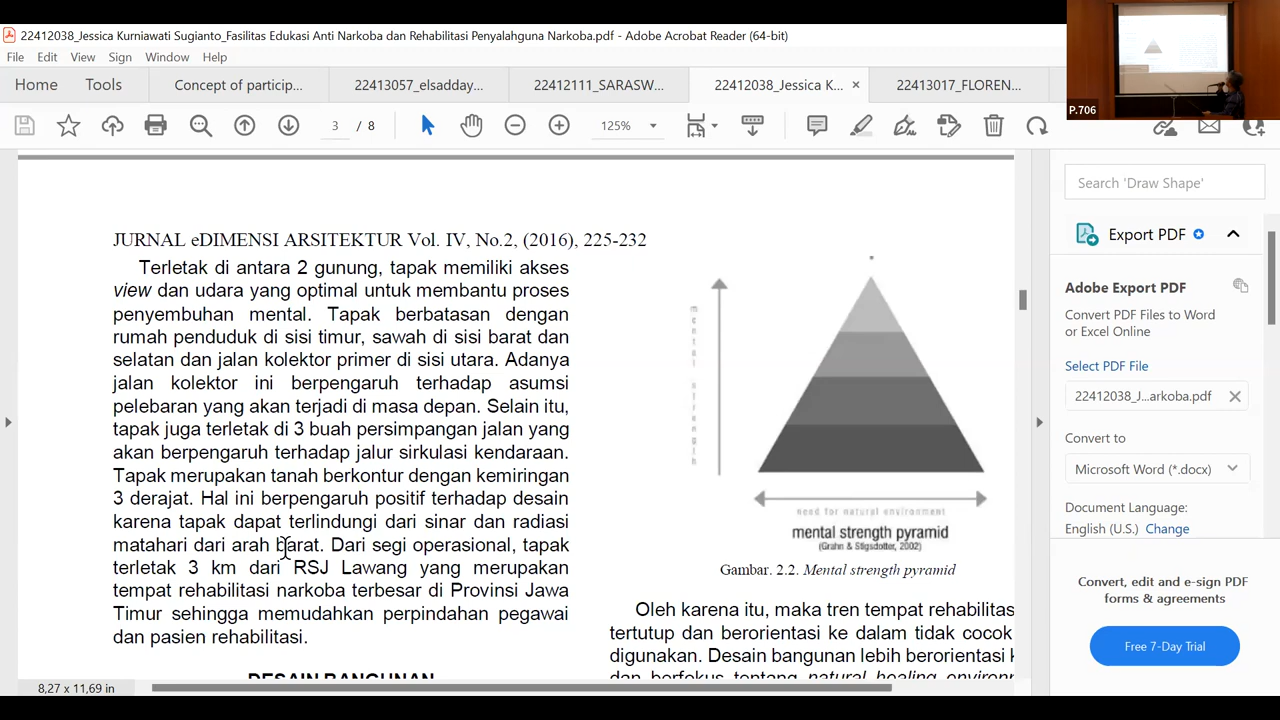 22412038_Jessica Kurniawati Sugianto_Fasilitas Edukasi Anti Narkoba dan Rehabilitasi Penyalahguna Narkoba.pdf - Adobe Acrobat Reader (64-bit)
File Edit View Sign Window Help
Home Tools Concept of particip... 22413057_elsadday... 22412111_SARASW... 22412038_Jessica K... × 22413017_FLOREN...
P.706
3 / 8 125%
JURNAL eDIMENSI ARSITEKTUR Vol. IV, No.2, (2016), 225-232
Terletak di antara 2 gunung, tapak memiliki akses
view dan udara yang optimal untuk membantu proses
penyembuhan mental. Tapak berbatasan dengan
rumah penduduk di sisi timur, sawah di sisi barat dan
selatan dan jalan kolektor primer di sisi utara. Adanya
jalan kolektor ini berpengaruh terhadap asumsi
pelebaran yang akan terjadi di masa depan. Selain itu,
tapak juga terletak di 3 buah persimpangan jalan yang
akan berpengaruh terhadap jalur sirkulasi kendaraan.
Tapak merupakan tanah berkontur dengan kemiringan
3 derajat. Hal ini berpengaruh positif terhadap desain
karena tapak dapat terlindungi dari sinar dan radiasi
matahari dari arah barat. Dari segi operasional, tapak
terletak 3 km dari RSJ Lawang yang merupakan
tempat rehabilitasi narkoba terbesar di Provinsi Jawa
Timur sehingga memudahkan perpindahan pegawai
dan pasien rehabilitasi.
DESAIN BANGUNAN
mental strength
need for natural environment
mental strength pyramid
(Grahn & Stigsdotter, 2002)
Gambar. 2.2. Mental strength pyramid
Oleh karena itu, maka tren tempat rehabilitas
tertutup dan berorientasi ke dalam tidak cocok
digunakan. Desain bangunan lebih berorientasi k
dan berfokus tentang natural healing environm
8,27 x 11,69 in
Search 'Draw Shape'
Export PDF
Adobe Export PDF
Convert PDF Files to Word
or Excel Online
Select PDF File
22412038_J...arkoba.pdf
Convert to
Microsoft Word (*.docx)
Document Language:
English (U.S.) Change
Convert, edit and e-sign PDF
forms & agreements
Free 7-Day Trial